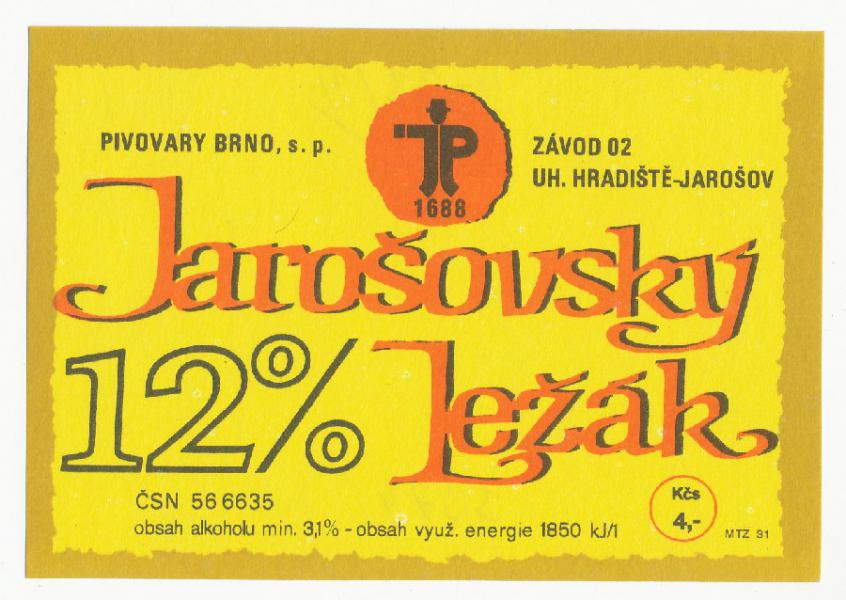 PIVOVARY BRNO, s. p.
JP
1688
ZÁVOD 02
UH. HRADIŠTĚ-JAROŠOV
Jarošovský
12% Ležák
ČSN 56 6635
obsah alkoholu min. 3,1% - obsah využ. energie 1850 kJ/l
Kčs
4,-
MTZ 31